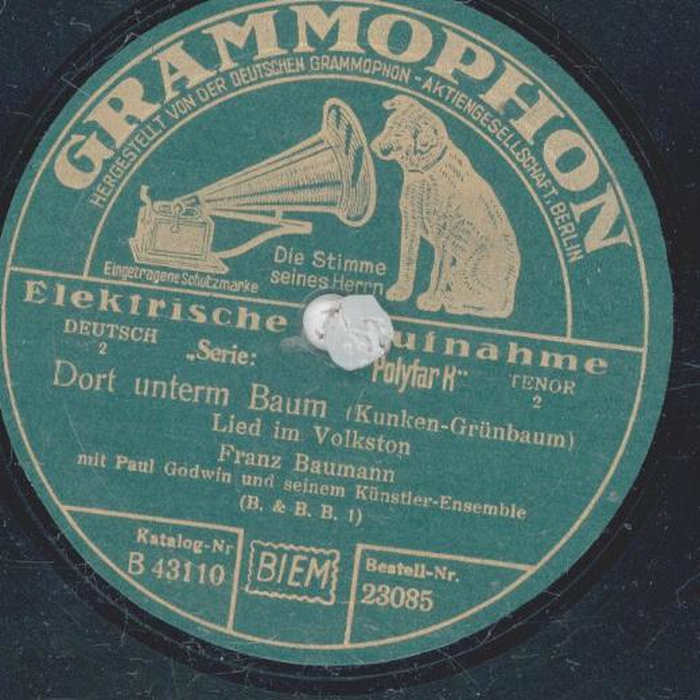 GRAMMOPHON
HERGESTELLT VON DER DEUTSCHEN GRAMMOPHON - AKTIENGESELLSCHAFT, BERLIN
Die Stimme
seines Herrn
Eingetragene Schutzmarke
Elektrische ufnahme
DEUTSCH
2
„Serie:
Polyfar R"
TENOR
2
Dort unterm Baum (Kunken-Grünbaum)
Lied im Volkston
Franz Baumann
mit Paul Godwin und seinem Künstler-Ensemble
(B. & B. B. 1)
Katalog-Nr
B 43110
BIEM
Bestell-Nr.
23085